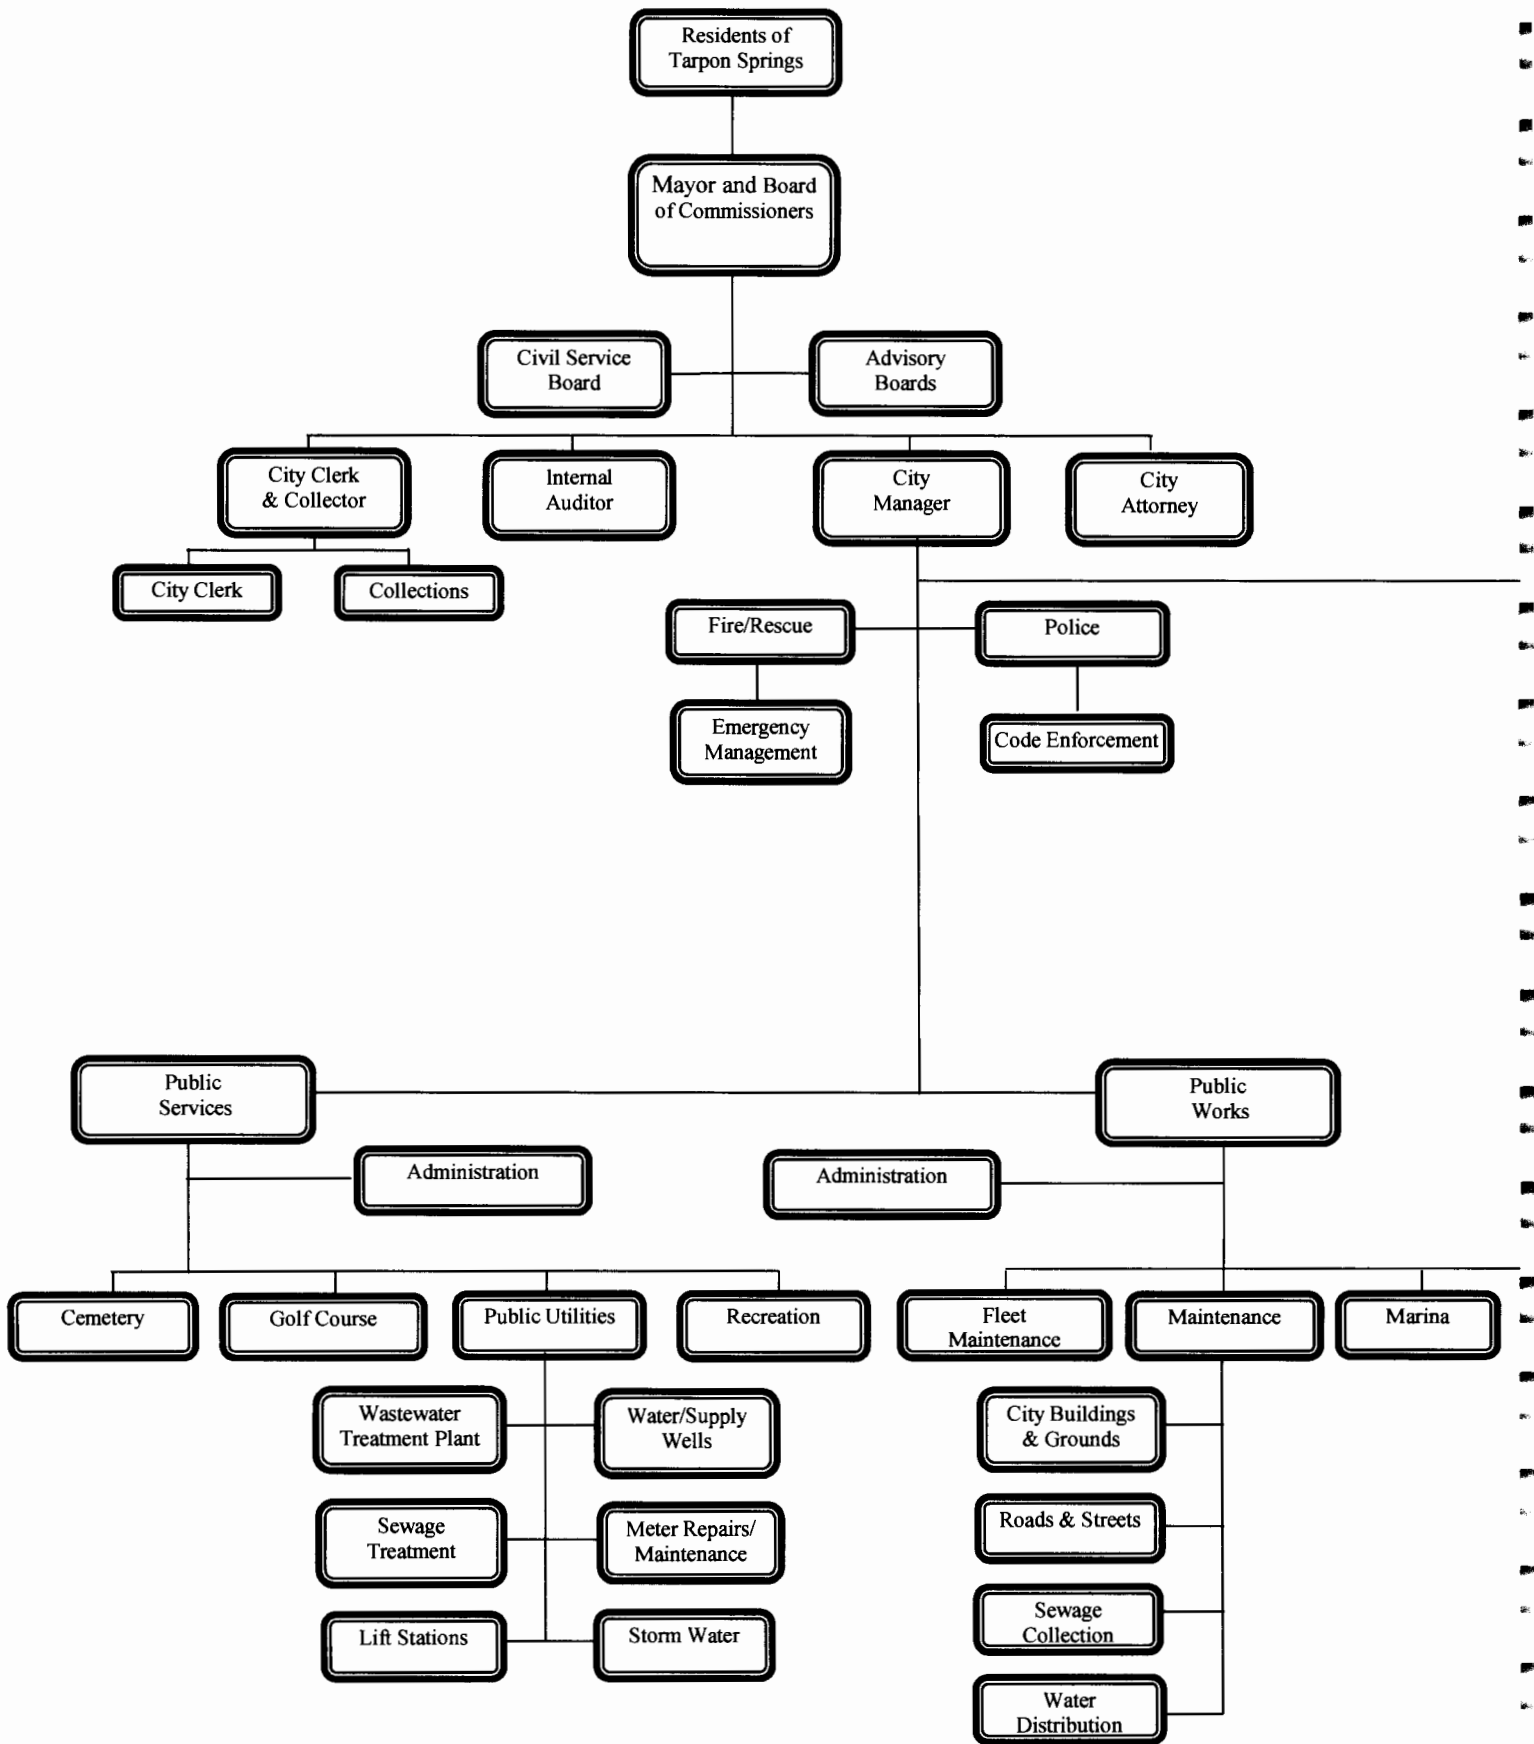 Residents of
Tarpon Springs
Mayor and Board
of Commissioners
Civil Service
Board
Advisory
Boards
City Clerk
& Collector
Internal
Auditor
City
Manager
City
Attorney
City Clerk
Collections
Fire/Rescue
Police
Emergency
Management
Code Enforcement
Public
Services
Public
Works
Administration
Administration
Cemetery
Golf Course
Public Utilities
Recreation
Fleet
Maintenance
Maintenance
Marina
Wastewater
Treatment Plant
Water/Supply
Wells
City Buildings
& Grounds
Sewage
Treatment
Meter Repairs/
Maintenance
Roads & Streets
Lift Stations
Storm Water
Sewage
Collection
Water
Distribution